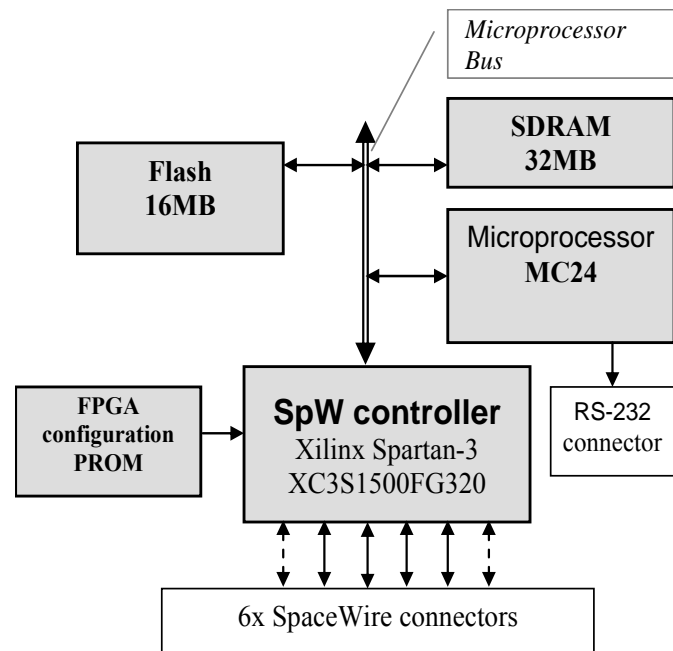 Microprocessor
Bus
SDRAM
32MB
Flash
16MB
Microprocessor
MC24
FPGA
configuration
PROM
SpW controller
Xilinx Spartan-3
XC3S1500FG320
RS-232
connector
6x SpaceWire connectors